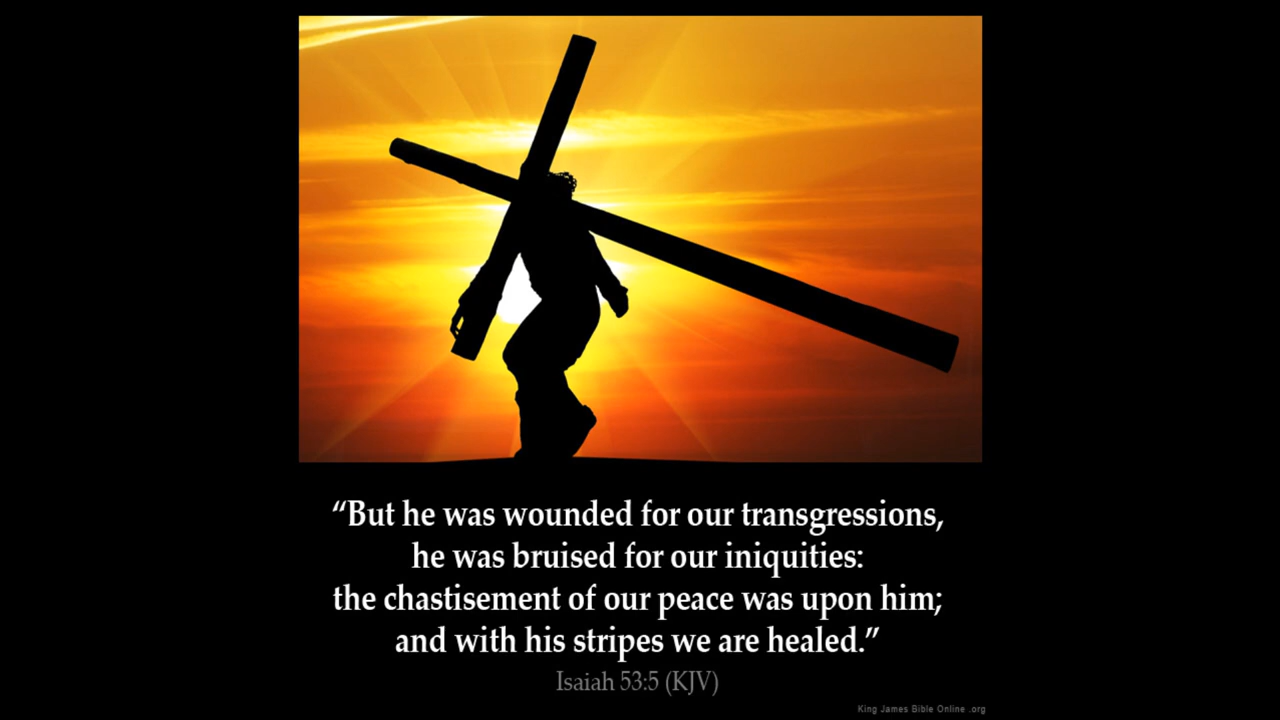 “But he was wounded for our transgressions,
he was bruised for our iniquities:
the chastisement of our peace was upon him;
and with his stripes we are healed.”
Isaiah 53:5 (KJV)
King James Bible Online .org